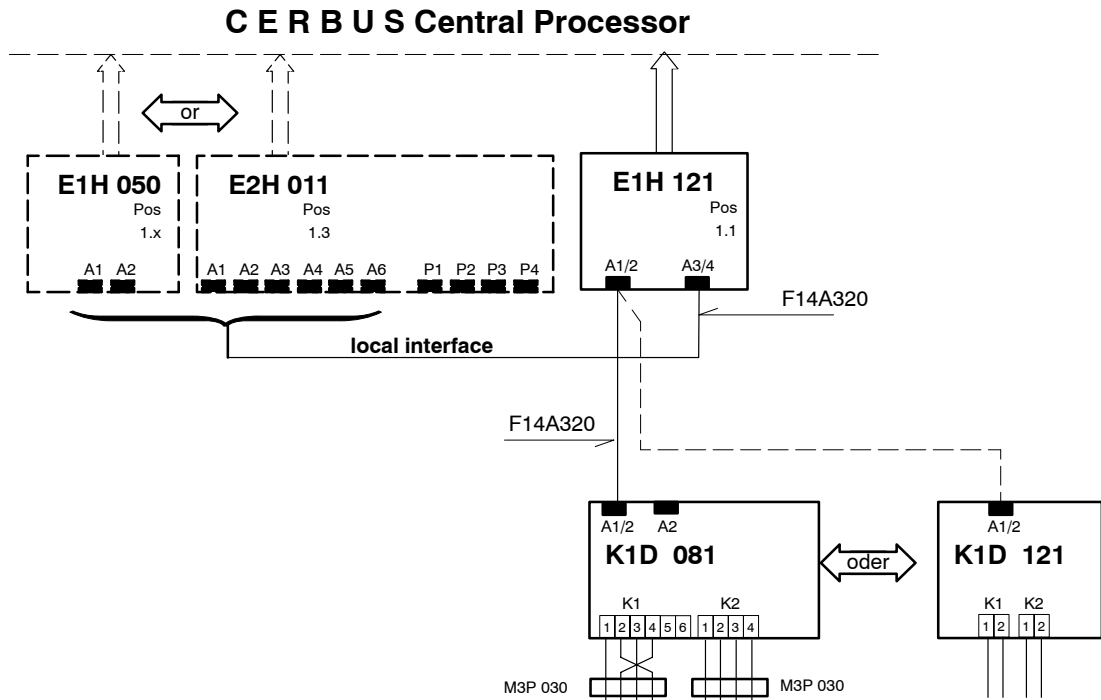 C E R B U S Central Processor
or
E1H 050
Pos
1.x
A1 A2
E2H 011
Pos
1.3
A1 A2 A3 A4 A5 A6 P1 P2 P3 P4
E1H 121
Pos
1.1
A1/2 A3/4
F14A320
local interface
F14A320
A1/2 A2
K1D 081
K1 K2
1 2 3 4 5 6 1 2 3 4
oder
A1/2
K1D 121
K1 K2
1 2 1 2
M3P 030
M3P 030